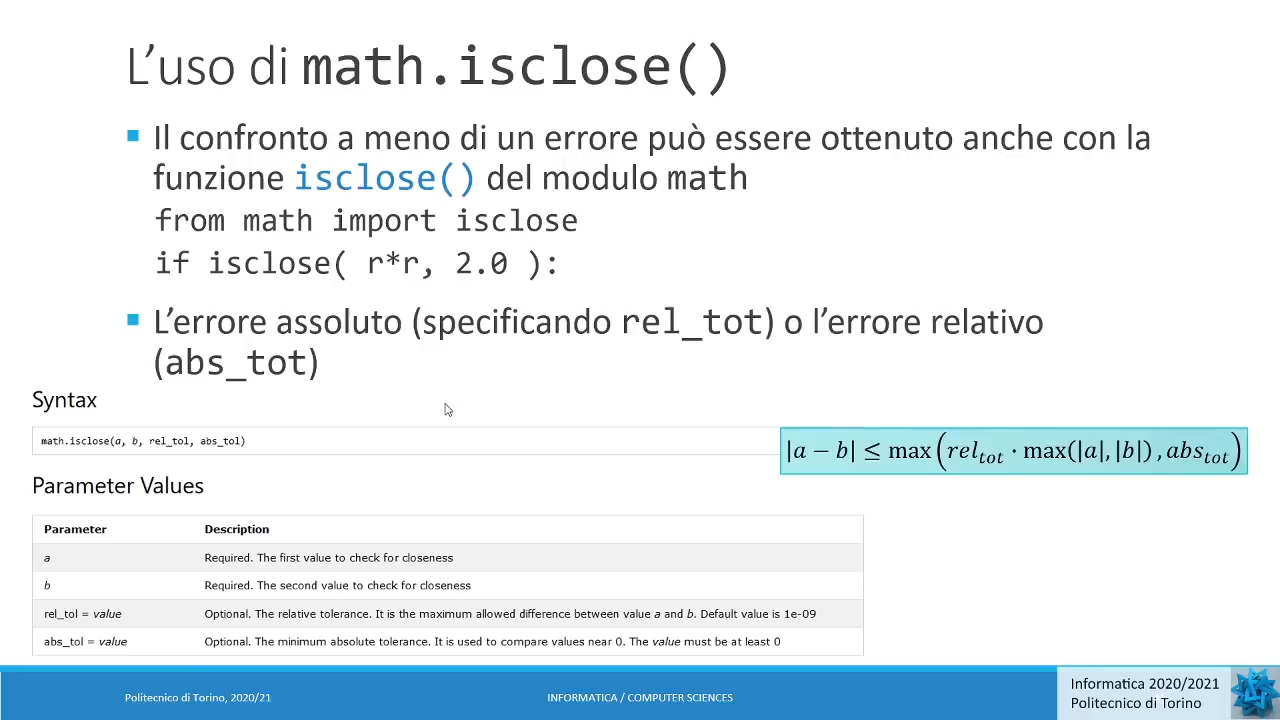 L’uso di math.isclose()
Il confronto a meno di un errore può essere ottenuto anche con la
funzione isclose() del modulo math
from math import isclose
if isclose( r*r, 2.0 ):
L’errore assoluto (specificando rel_tot) o l’errore relativo
(abs_tot)
Syntax
math.isclose(a, b, rel_tol, abs_tol)
|a − b| ≤ max(rel_tot · max(|a|, |b|) , abs_tot)
Parameter Values
Parameter Description
a Required. The first value to check for closeness
b Required. The second value to check for closeness
rel_tol = value Optional. The relative tolerance. It is the maximum allowed difference between value a and b. Default value is 1e-09
abs_tol = value Optional. The minimum absolute tolerance. It is used to compare values near 0. The value must be at least 0
Politecnico di Torino, 2020/21
INFORMATICA / COMPUTER SCIENCES
Informatica 2020/2021
Politecnico di Torino